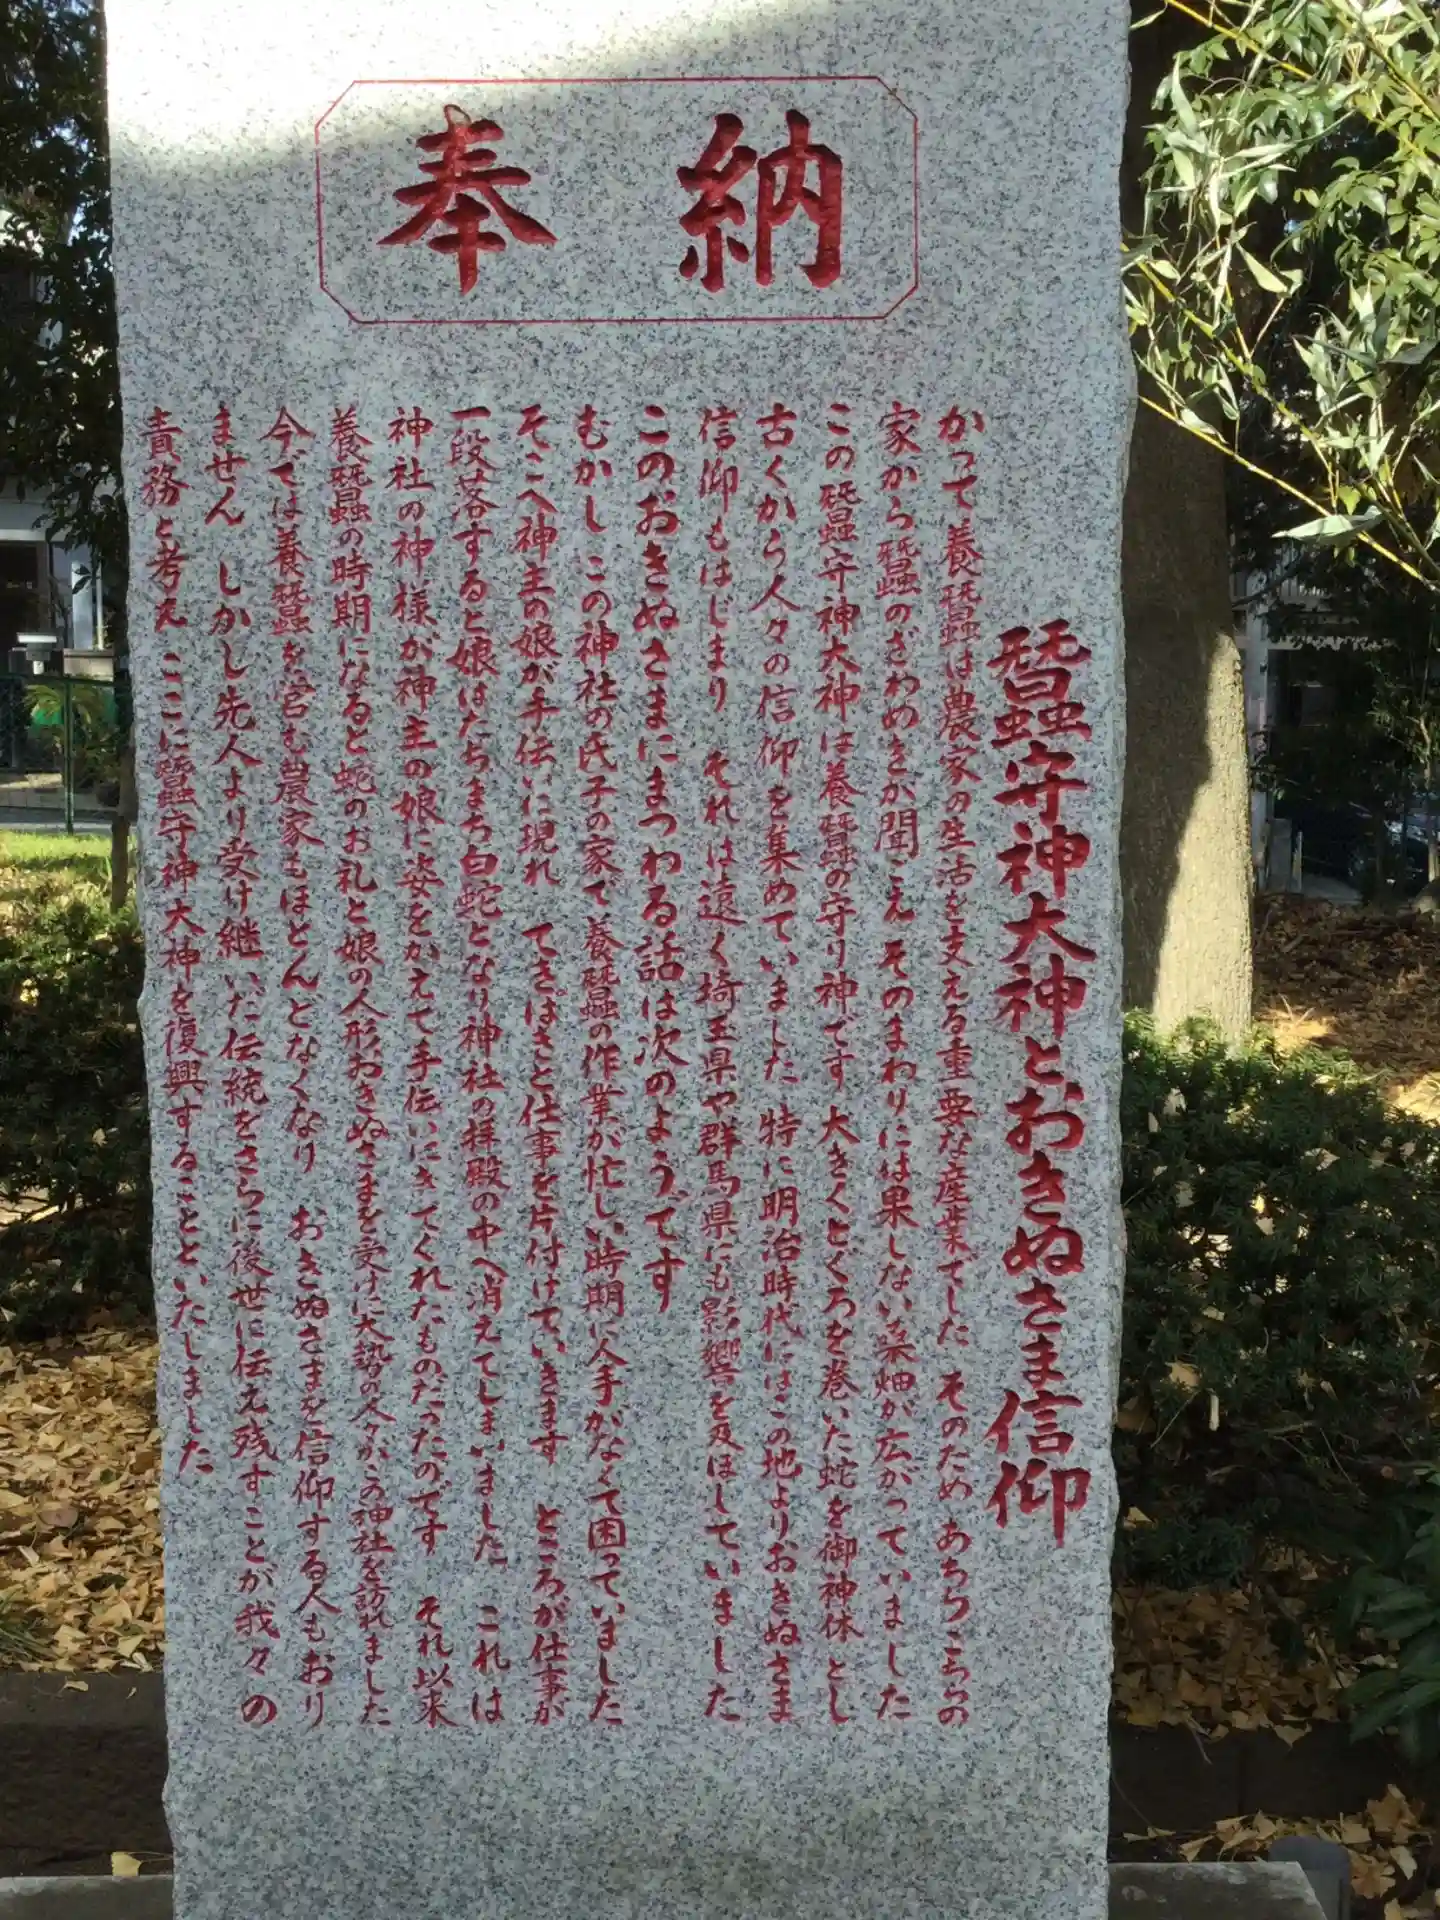 奉納
蠶守神大神とおきぬさま信仰
かつて養蠶は農家の生活を支える重要な産業でした そのため あちらこちらの
家から蠶のざわめきが聞こえ そのまわりには果しない桑畑が広がっていました
この蠶守神大神は養蠶の守り神です 大きくとぐろを巻いた蛇を御神体とし
古くから人々の信仰を集めていました 特に明治時代にはこの地よりおきぬさま
信仰もはじまり それは遠く埼玉県や群馬県にも影響を及ぼしていました
このおきぬさまにまつわる話は次のようです
むかし この神社の氏子の家で養蠶の作業が忙しい時期に人手がなくて困っていました
そこへ神主の娘が手伝いに現れ てきぱきと仕事を片付けていきます ところが仕事が
一段落すると娘はたちまち白蛇となり神社の拝殿の中へ消えてしまいました これは
神社の神様が神主の娘に姿をかえて手伝いにきてくれたものだったのです それ以来
養蠶の時期になると蛇のお札と娘の人形おきぬさまを受けに大勢の人々がこの神社を訪れました
今では養蠶を営む農家もほとんどなくなり おきぬさまを信仰する人もおり
ません しかし先人より受け継いだ伝統をさらに後世に伝え残すことが我々の
責務と考え ここに蠶守神大神を復興することといたしました